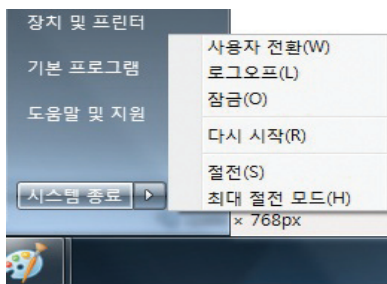 장치 및 프린터
기본 프로그램
도움말 및 지원
시스템 종료
사용자 전환(W)
로그오프(L)
잠금(O)
다시 시작(R)
절전(S)
최대 절전 모드(H)
× 768px